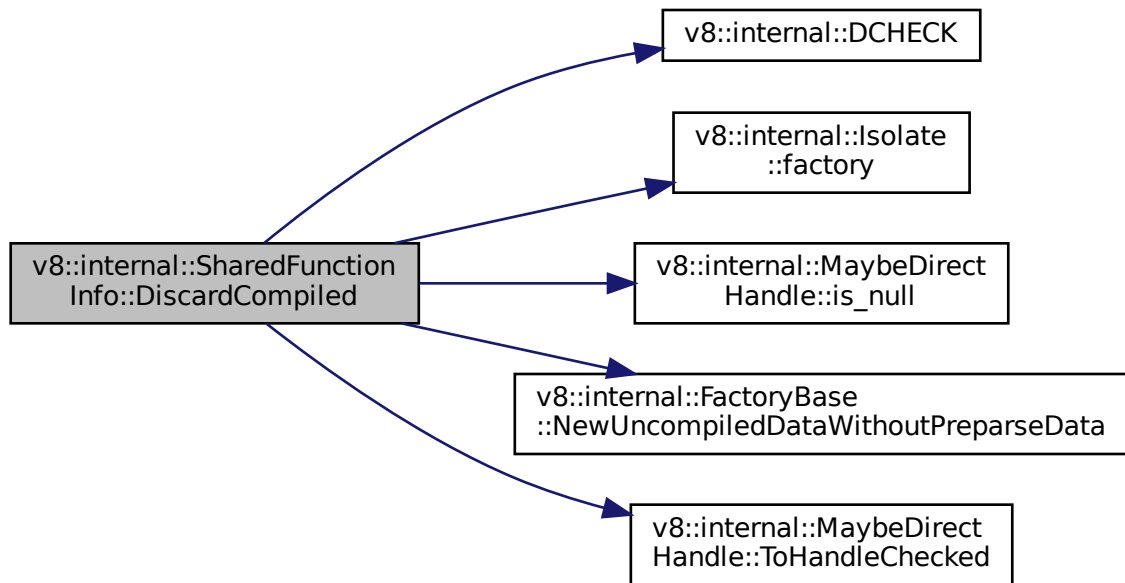 v8::internal::DCHECK
v8::internal::Isolate
::factory
v8::internal::SharedFunction
Info::DiscardCompiled
v8::internal::MaybeDirect
Handle::is_null
v8::internal::FactoryBase
::NewUncompiledDataWithoutPreparseData
v8::internal::MaybeDirect
Handle::ToHandleChecked